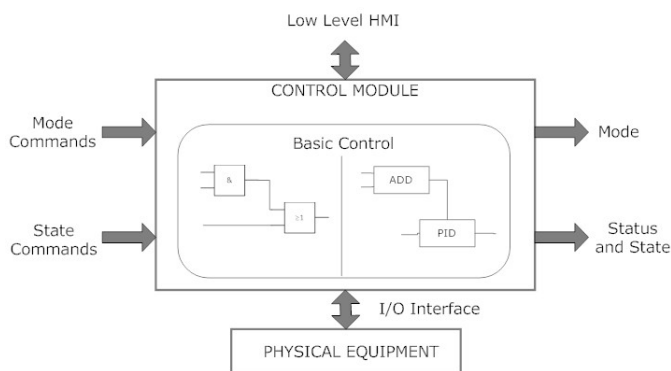 Low Level HMI
CONTROL MODULE
Mode
Commands
Mode
Basic Control
&
ADD
≥1
PID
State
Commands
Status
and State
I/O Interface
PHYSICAL EQUIPMENT